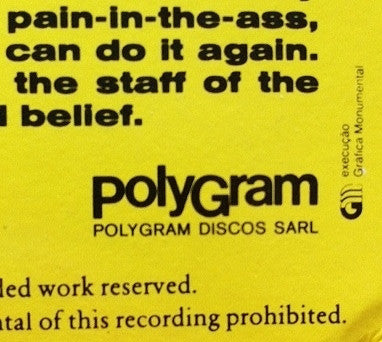 pain-in-the-ass,
can do it again.
the staff of the
belief.
execução
Gráfica Monumental
PolyGram
POLYGRAM DISCOS SARL
work reserved.
of this recording prohibited.